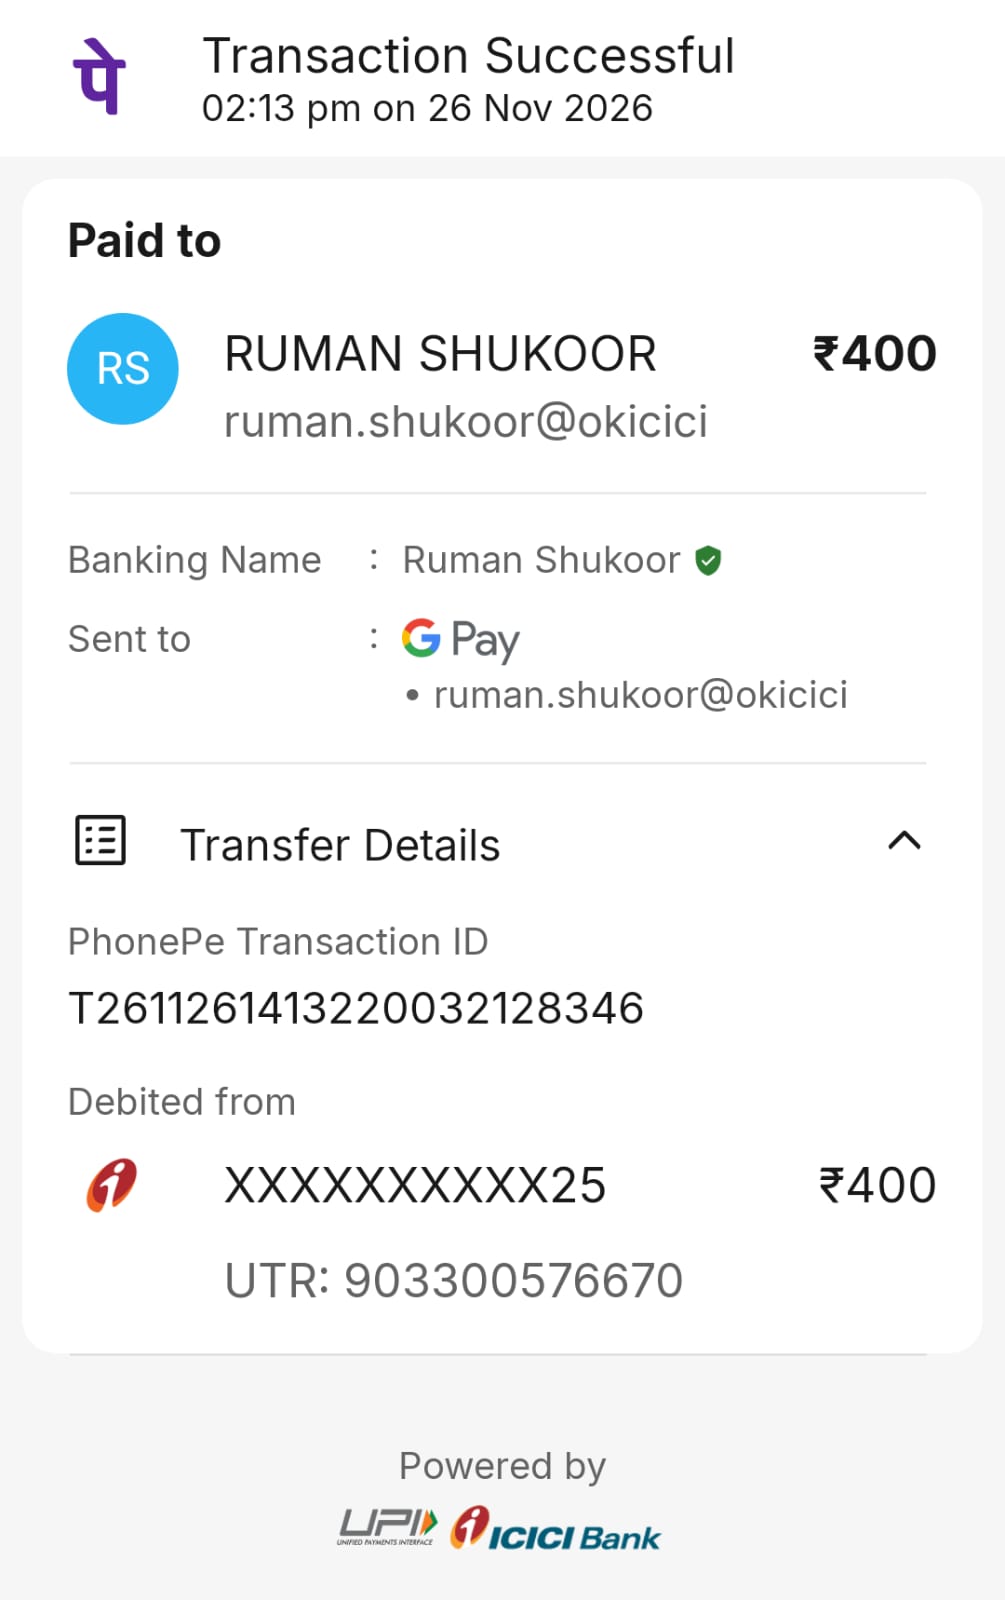 पे
Transaction Successful
02:13 pm on 26 Nov 2026
Paid to
RS
RUMAN SHUKOOR ₹400
ruman.shukoor@okicici
Banking Name : Ruman Shukoor
Sent to : G Pay
• ruman.shukoor@okicici
Transfer Details
PhonePe Transaction ID
T2611261413220032128346
Debited from
XXXXXXXXXX25 ₹400
UTR: 903300576670
Powered by
UPI
UNIFIED PAYMENTS INTERFACE
ICICI Bank